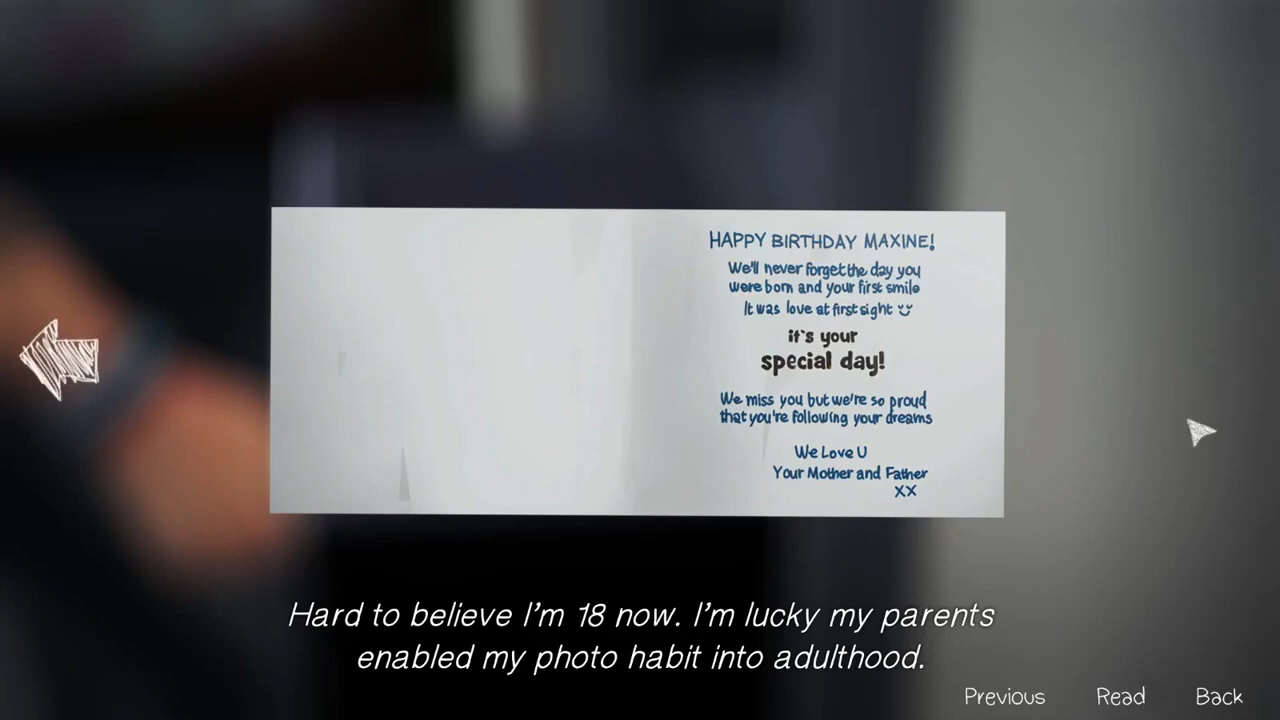 HAPPY BIRTHDAY MAXINE!
We'll never forget the day you
were born and your first smile
It was love at first sight
it's your
special day!
We miss you but we're so proud
that you're following your dreams
We Love U
Your Mother and Father
XX
Hard to believe I'm 18 now. I'm lucky my parents
enabled my photo habit into adulthood.
Previous Read Back